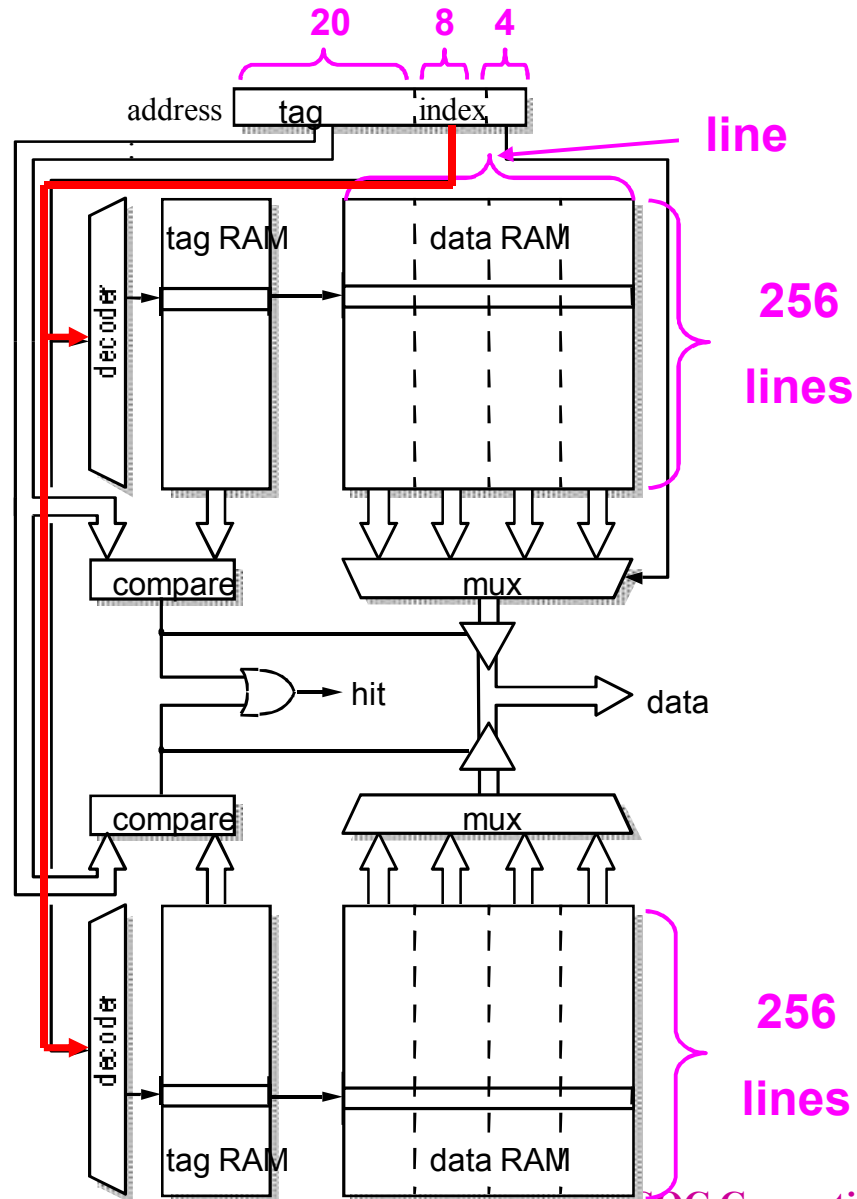 20 8 4
address tag index
line
tag RAM data RAM
decoder
256
lines
compare mux
hit
data
compare mux
decoder
256
lines
tag RAM data RAM